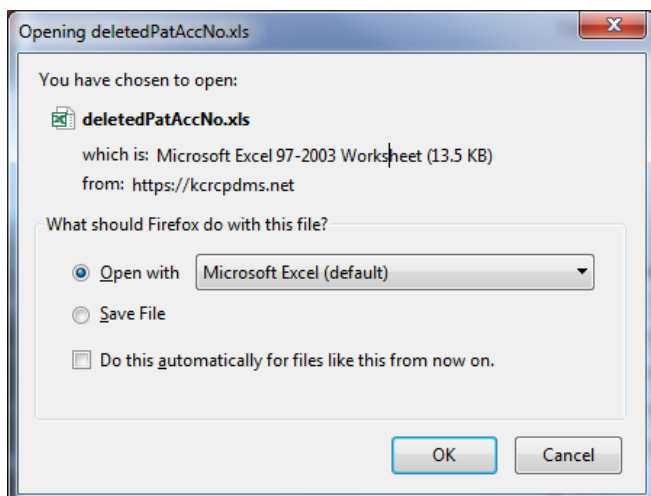 Opening deletedPatAccNo.xls
You have chosen to open:
deletedPatAccNo.xls
which is: Microsoft Excel 97-2003 Worksheet (13.5 KB)
from: https://kcrcpdms.net
What should Firefox do with this file?
Open with Microsoft Excel (default)
Save File
Do this automatically for files like this from now on.
OK Cancel